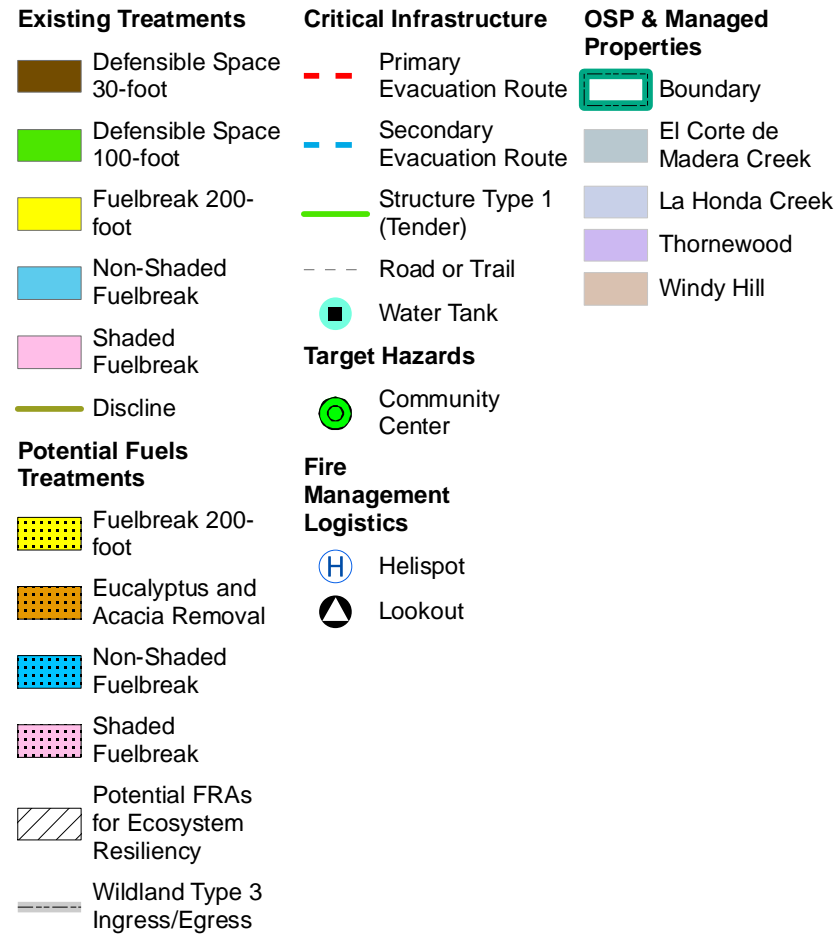 Existing Treatments
Defensible Space
30-foot
Defensible Space
100-foot
Fuelbreak 200-
foot
Non-Shaded
Fuelbreak
Shaded
Fuelbreak
Discline
Potential Fuels
Treatments
Fuelbreak 200-
foot
Eucalyptus and
Acacia Removal
Non-Shaded
Fuelbreak
Shaded
Fuelbreak
Potential FRAs
for Ecosystem
Resiliency
Wildland Type 3
Ingress/Egress
Critical Infrastructure
Primary
Evacuation Route
Secondary
Evacuation Route
Structure Type 1
(Tender)
Road or Trail
Water Tank
Target Hazards
Community
Center
Fire
Management
Logistics
H
Helispot
Lookout
OSP & Managed
Properties
Boundary
El Corte de
Madera Creek
La Honda Creek
Thornewood
Windy Hill